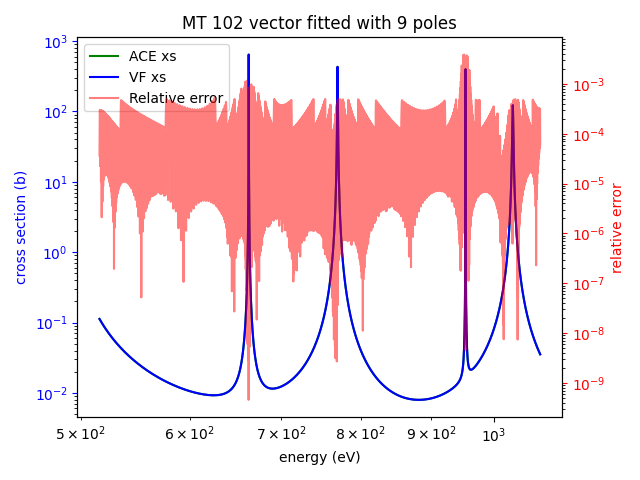 MT 102 vector fitted with 9 poles
ACE xs
VF xs
Relative error
cross section (b)
10³
10²
10¹
10⁰
10⁻¹
10⁻²
relative error
10⁻³
10⁻⁴
10⁻⁵
10⁻⁶
10⁻⁷
10⁻⁸
10⁻⁹
5 × 10² 6 × 10² 7 × 10² 8 × 10² 9 × 10² 10³
energy (eV)